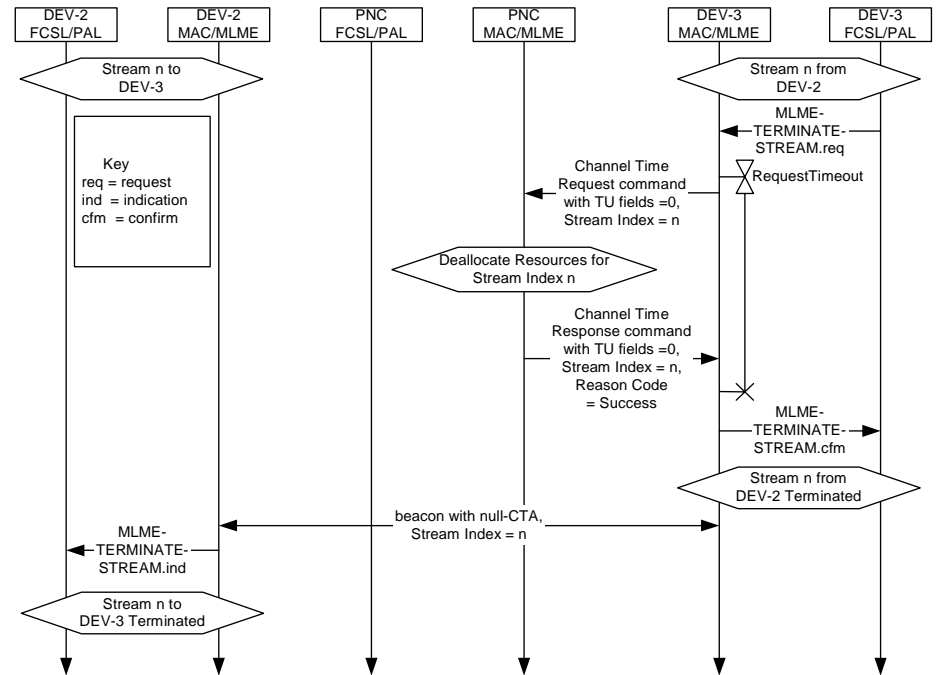 DEV-2
FCSL/PAL
DEV-2
MAC/MLME
PNC
FCSL/PAL
PNC
MAC/MLME
DEV-3
MAC/MLME
DEV-3
FCSL/PAL
Stream n to
DEV-3
Stream n from
DEV-2
MLME-
TERMINATE-
STREAM.req
Key
req = request
ind = indication
cfm = confirm
RequestTimeout
Channel Time
Request command
with TU fields =0,
Stream Index = n
Deallocate Resources for
Stream Index n
Channel Time
Response command
with TU fields =0,
Stream Index = n,
Reason Code
= Success
MLME-
TERMINATE-
STREAM.cfm
Stream n from
DEV-2 Terminated
beacon with null-CTA,
Stream Index = n
MLME-
TERMINATE-
STREAM.ind
Stream n to
DEV-3 Terminated